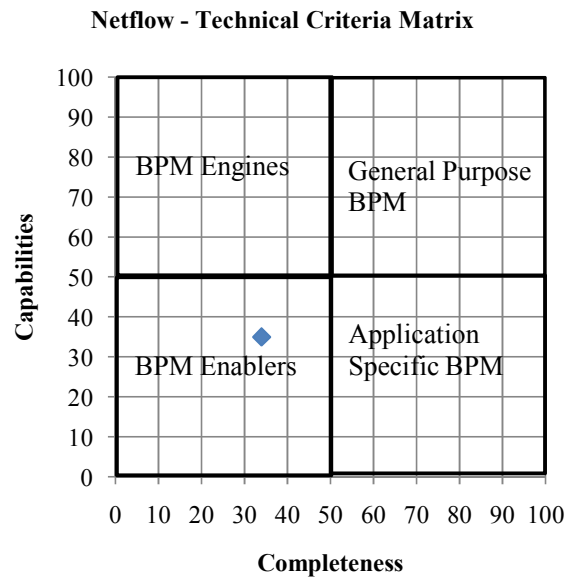 Netflow - Technical Criteria Matrix
100
90
80
70
60
50
40
30
20
10
0
Capabilities
BPM Engines
General Purpose
BPM
BPM Enablers
Application
Specific BPM
0 10 20 30 40 50 60 70 80 90 100
Completeness